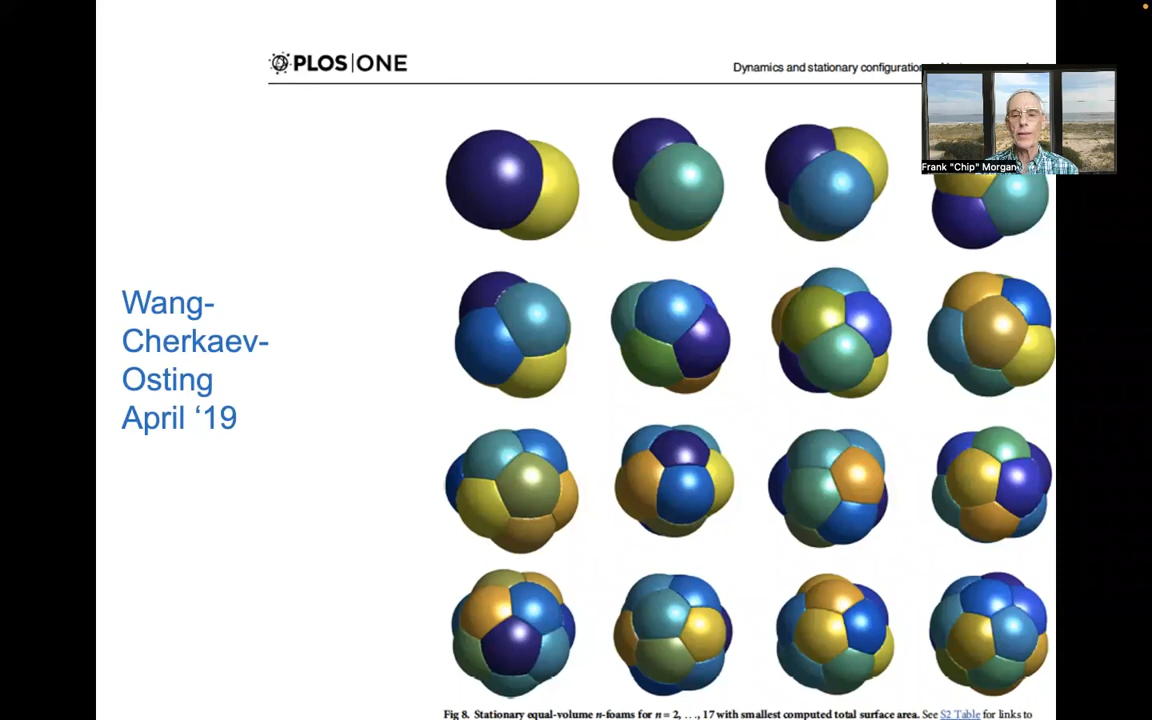 PLOS|ONE
Dynamics and stationary
Frank "Chip" Morgan
Wang-
Cherkaev-
Osting
April ‘19
Fig 8. Stationary equal-volume n-foams for n = 2, …, 17 with smallest computed total surface area. See S2 Table for links to